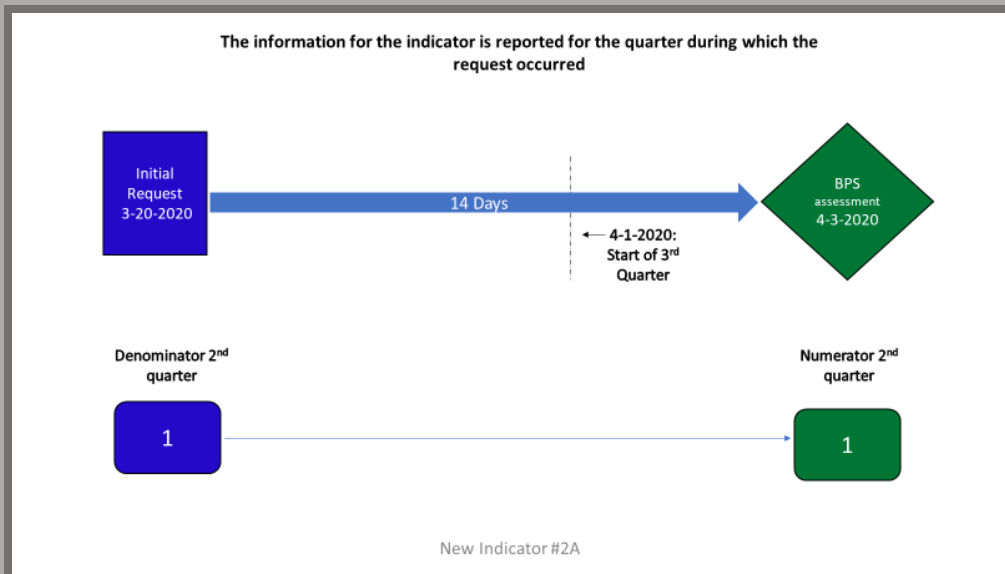 The information for the indicator is reported for the quarter during which the
request occurred
Initial
Request
3-20-2020
14 Days
BPS
assessment
4-3-2020
4-1-2020:
Start of 3rd
Quarter
Denominator 2nd
quarter
Numerator 2nd
quarter
1
1
New Indicator #2A